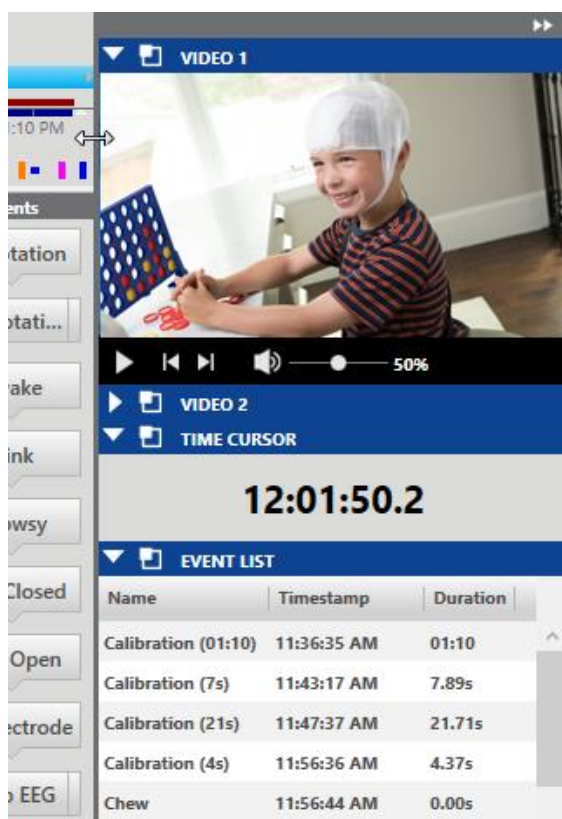 VIDEO 1
:10 PM
ents
tation
tati...
ake
ink
wsy
Closed
Open
ectrode
EEG
50%
VIDEO 2
TIME CURSOR
12:01:50.2
EVENT LIST
Name Timestamp Duration
Calibration (01:10) 11:36:35 AM 01:10
Calibration (7s) 11:43:17 AM 7.89s
Calibration (21s) 11:47:37 AM 21.71s
Calibration (4s) 11:56:36 AM 4.37s
Chew 11:56:44 AM 0.00s